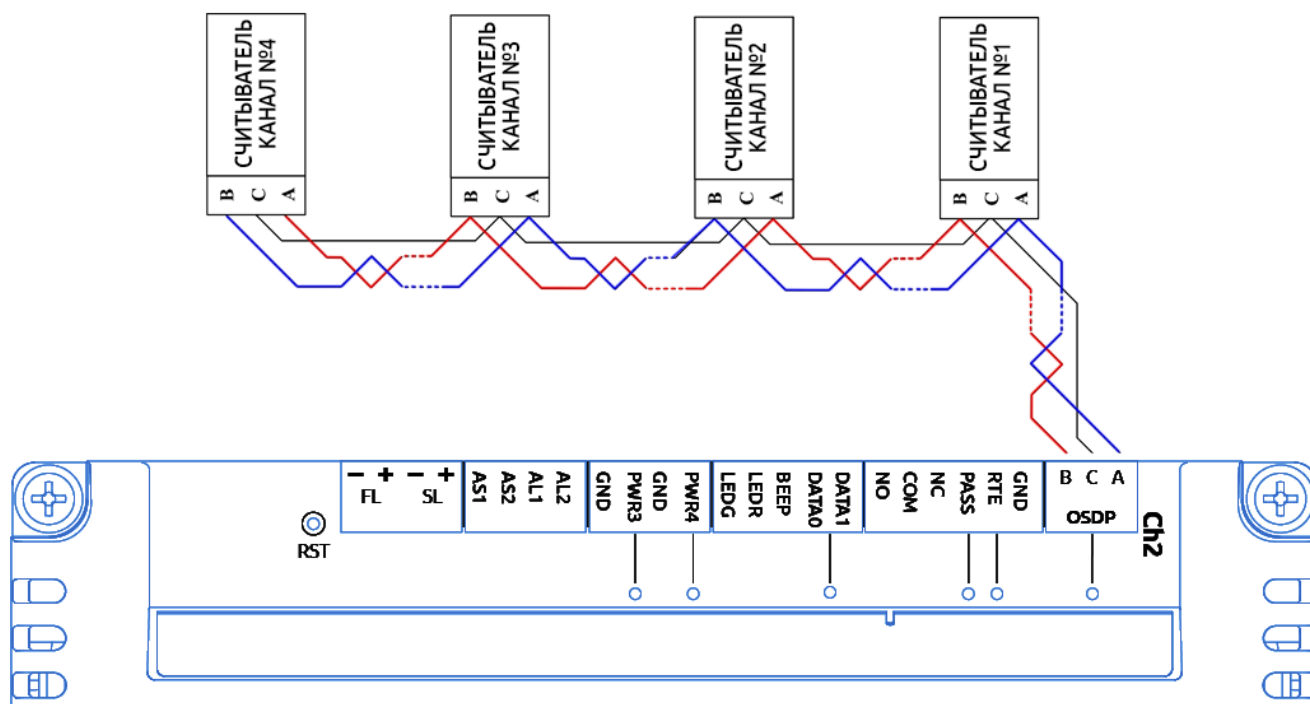 СЧИТЫВАТЕЛЬ
КАНАЛ №4
B C A
СЧИТЫВАТЕЛЬ
КАНАЛ №3
B C A
СЧИТЫВАТЕЛЬ
КАНАЛ №2
B C A
СЧИТЫВАТЕЛЬ
КАНАЛ №1
B C A
RST
− + − +
FL SL
AS1
AS2
AL1
AL2
GND
PWR3
GND
PWR4
LEDG
LEDR
BEEP
DATA0
DATA1
NO
COM
NC
PASS
RTE
GND
B C A
OSDP
Ch2